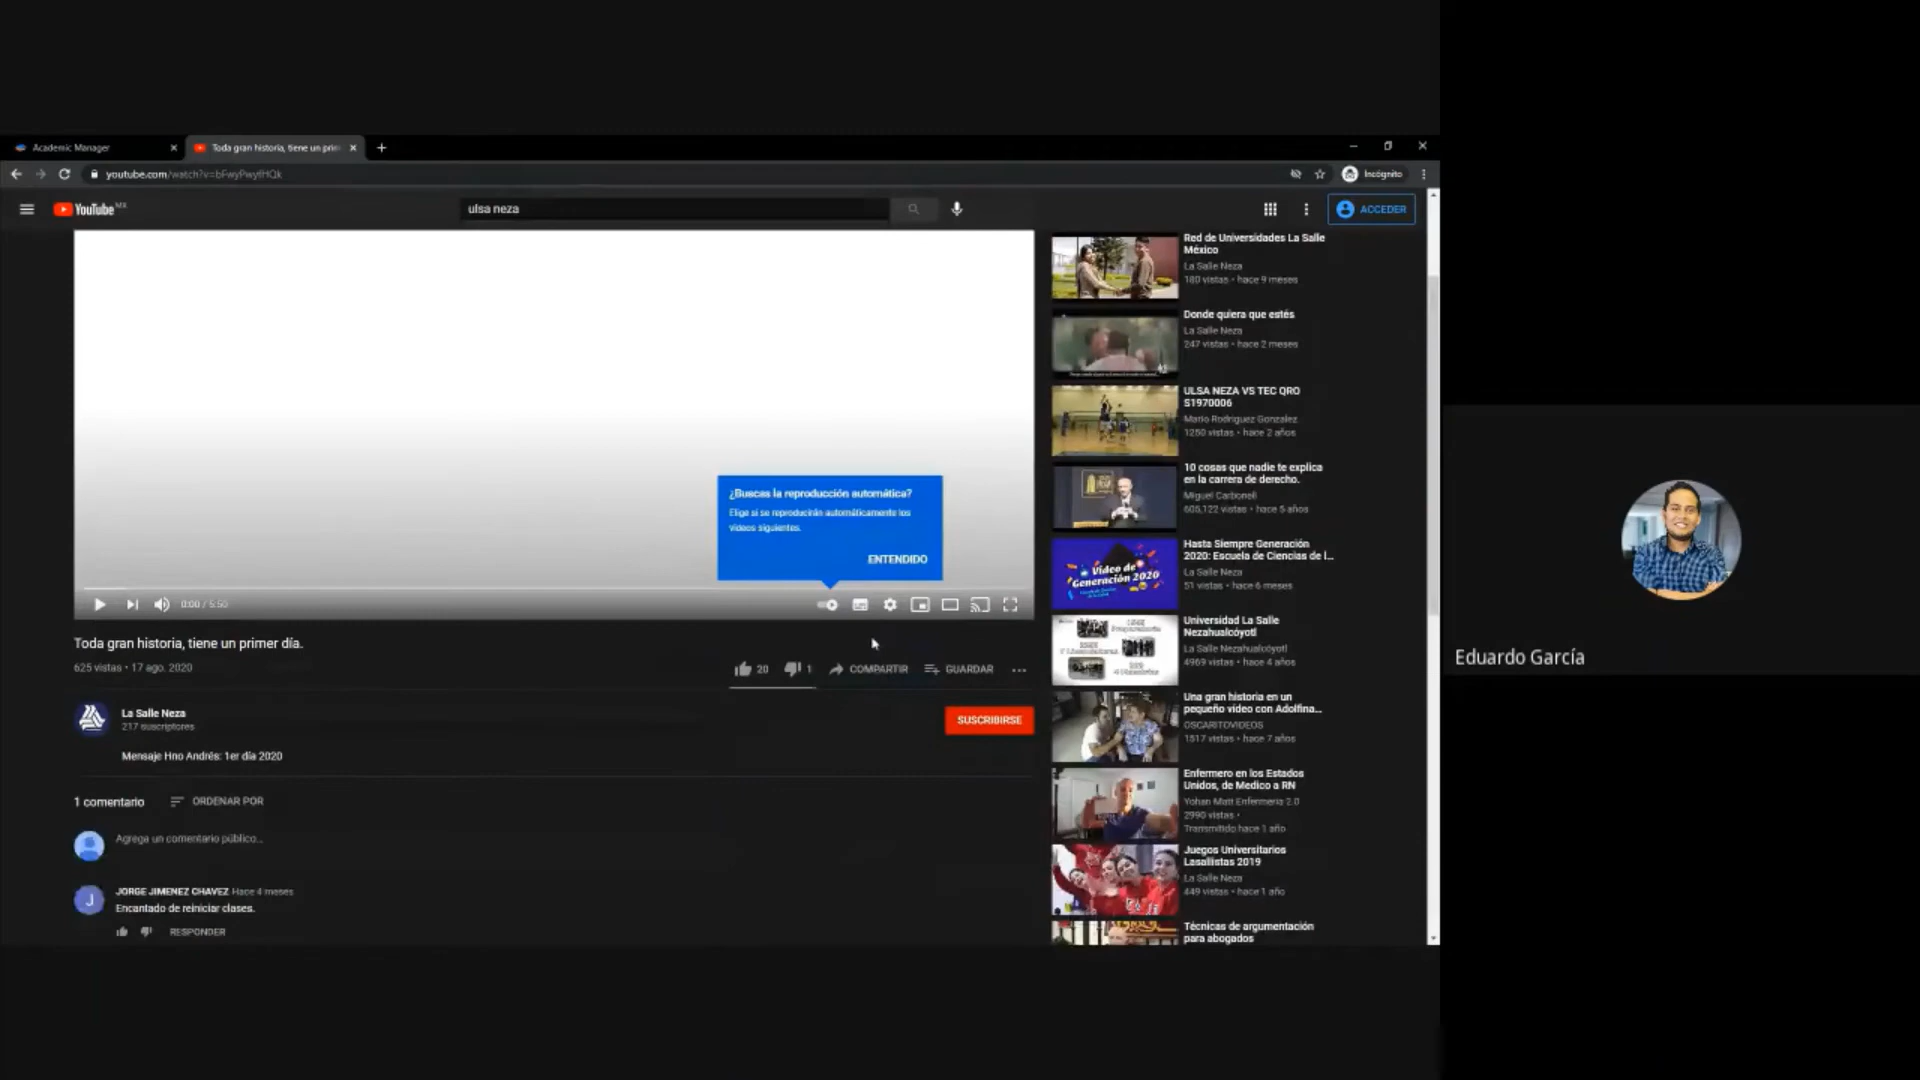 Academic Manager
Toda gran historia, tiene un prim
youtube.com/watch?v=bFwyPwyfHQk
Incógnito
YouTube MX
ulsa neza
ACCEDER
¿Buscas la reproducción automática?
Elige si se reproducirán automáticamente los
videos siguientes.
ENTENDIDO
0:00 / 5:50
Toda gran historia, tiene un primer día.
625 vistas • 17 ago. 2020
20
1
COMPARTIR
GUARDAR
La Salle Neza
217 suscriptores
SUSCRIBIRSE
Mensaje Hno Andrés: 1er día 2020
1 comentario
ORDENAR POR
Agrega un comentario público...
J
JORGE JIMENEZ CHAVEZ Hace 4 meses
Encantado de reiniciar clases.
RESPONDER
Red de Universidades La Salle
México
La Salle Neza
180 vistas • hace 9 meses
Donde quiera que estés
La Salle Neza
247 vistas • hace 2 meses
ULSA NEZA VS TEC QRO
S1970006
Mario Rodriguez Gonzalez
1250 vistas • hace 2 años
10 cosas que nadie te explica
en la carrera de derecho.
Miguel Carbonell
605,122 vistas • hace 5 años
Video de
Generación 2020
Hasta Siempre Generación
2020: Escuela de Ciencias de l...
La Salle Neza
51 vistas • hace 6 meses
Universidad La Salle
Nezahualcóyotl
La Salle Nezahualcóyotl
4969 vistas • hace 4 años
Una gran historia en un
pequeño video con Adolfina...
OSCARITOVIDEOS
1517 vistas • hace 7 años
Enfermero en los Estados
Unidos, de Medico a RN
Yohan Matt Enfermeria 2.0
2990 vistas •
Transmitido hace 1 año
Juegos Universitarios
Lasallistas 2019
La Salle Neza
449 vistas • hace 1 año
Técnicas de argumentación
para abogados
Eduardo García